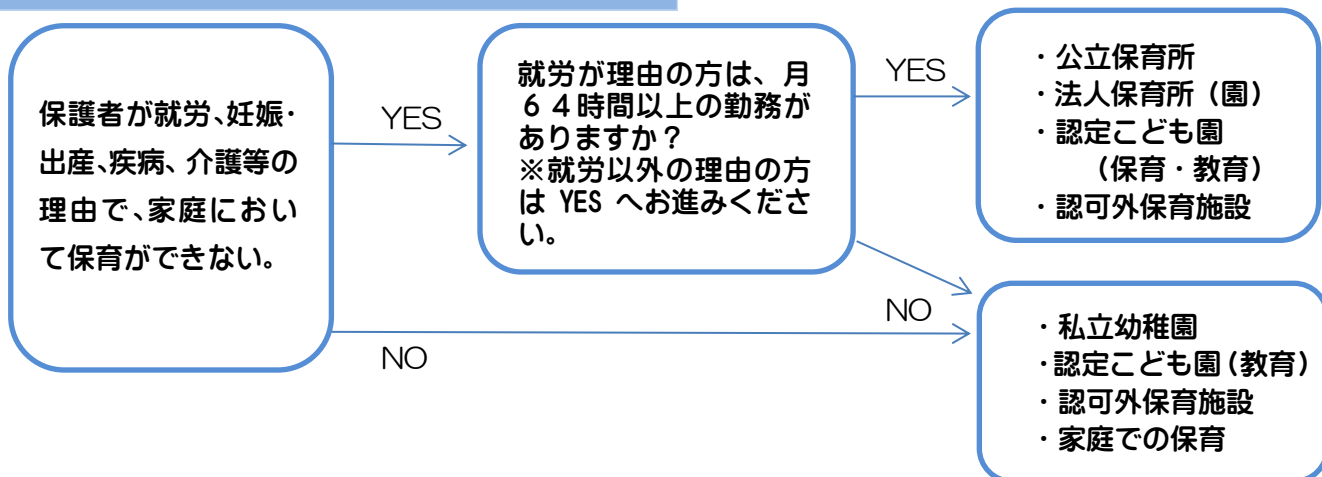 保護者が就労、妊娠・
出産、疾病、介護等の
理由で、家庭におい
て保育ができない。
YES
NO
就労が理由の方は、月
６４時間以上の勤務が
ありますか？
※就労以外の理由の方
は YES へお進みくださ
い。
YES
NO
・公立保育所
・法人保育所（園）
・認定こども園
（保育・教育）
・認可外保育施設
・私立幼稚園
・認定こども園（教育）
・認可外保育施設
・家庭での保育